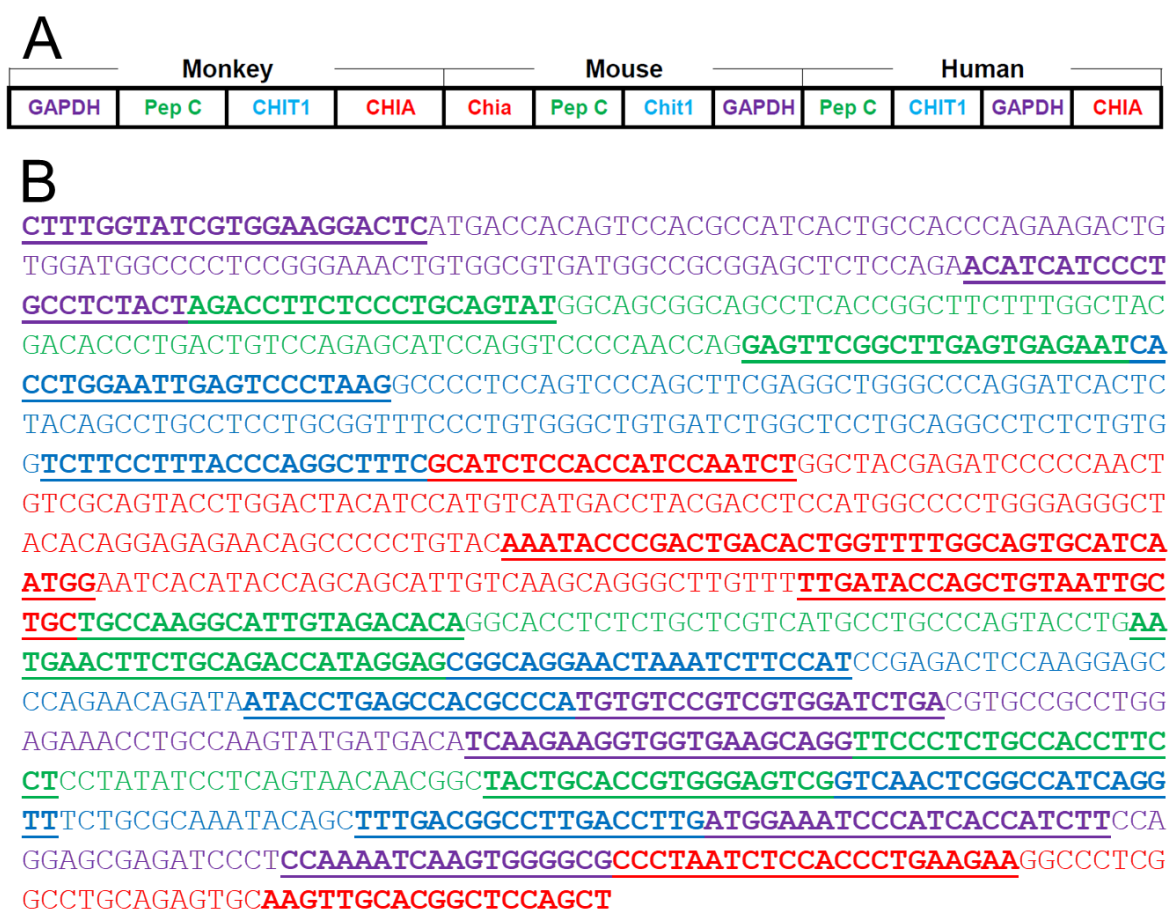 A
Monkey Mouse Human
GAPDH Pep C CHIT1 CHIA Chia Pep C Chit1 GAPDH Pep C CHIT1 GAPDH CHIA
B
CTTTGGTATCGTGGAAGGACTCATGACCACAGTCCACGCCATCACTGCCACCCAGAAGACTG
TGGATGGCCCCTCCGGGAAACTGTGGCGTGATGGCCGCGGAGCTCTCCAGAACATCATCCCT
GCCTCTACTAGACCTTCTCCCTGCAGTATGGCAGCGGCAGCCTCACCGGCTTCTTTGGCTAC
GACACCCTGACTGTCCAGAGCATCCAGGTCCCCAACCAGGAGTTCGGCTTGAGTGAGAATCA
CCTGGAATTGAGTCCCTAAGGCCCCTCCAGTCCCAGCTTCGAGGCTGGGCCCAGGATCACTC
TACAGCCTGCCTCCTGCGGTTTCCCTGTGGGCTGTGATCTGGCTCCTGCAGGCCTCTCTGTG
GTCTTCCTTTACCCAGGCTTTCGCATCTCCACCATCCAATCTGGCTACGAGATCCCCCAACT
GTCGCAGTACCTGGACTACATCCATGTCATGACCTACGACCTCCATGGCCCCTGGGAGGGCT
ACACAGGAGAGAACAGCCCCCTGTACAAATACCCGACTGACACTGGTTTTGGCAGTGCATCA
ATGGAATCACATACCAGCAGCATTGTCAAGCAGGGCTTGTTTTTGATACCAGCTGTAATTGC
TGCTGCCAAGGCATTGTAGACACAGGCACCTCTCTGCTCGTCATGCCTGCCCAGTACCTGAA
TGAACTTCTGCAGACCATAGGAGCGGCAGGAACTAAATCTTCCATCCGAGACTCCAAGGAGC
CCAGAACAGATAATACCTGAGCCACGCCCATGTGTCCGTCGTGGATCTGACGTGCCGCCTGG
AGAAACCTGCCAAGTATGATGACATCAAGAAGGTGGTGAAGCAGGTTCCCTCTGCCACCTTC
CTCCTATATCCTCAGTAACAACGGCTACTGCACCGTGGGAGTCGGTCAACTCGGCCATCAGG
TTTCTGCGCAAATACAGCTTTGACGGCCTTGACCTTGATGGAAATCCCATCACCATCTTCCA
GGAGCGAGATCCCTCCAAAATCAAGTGGGGCGCCCTAATCTCCACCCTGAAGAAGGCCCTCG
GCCTGCAGAGTGCAAGTTGCACGGCTCCAGCT